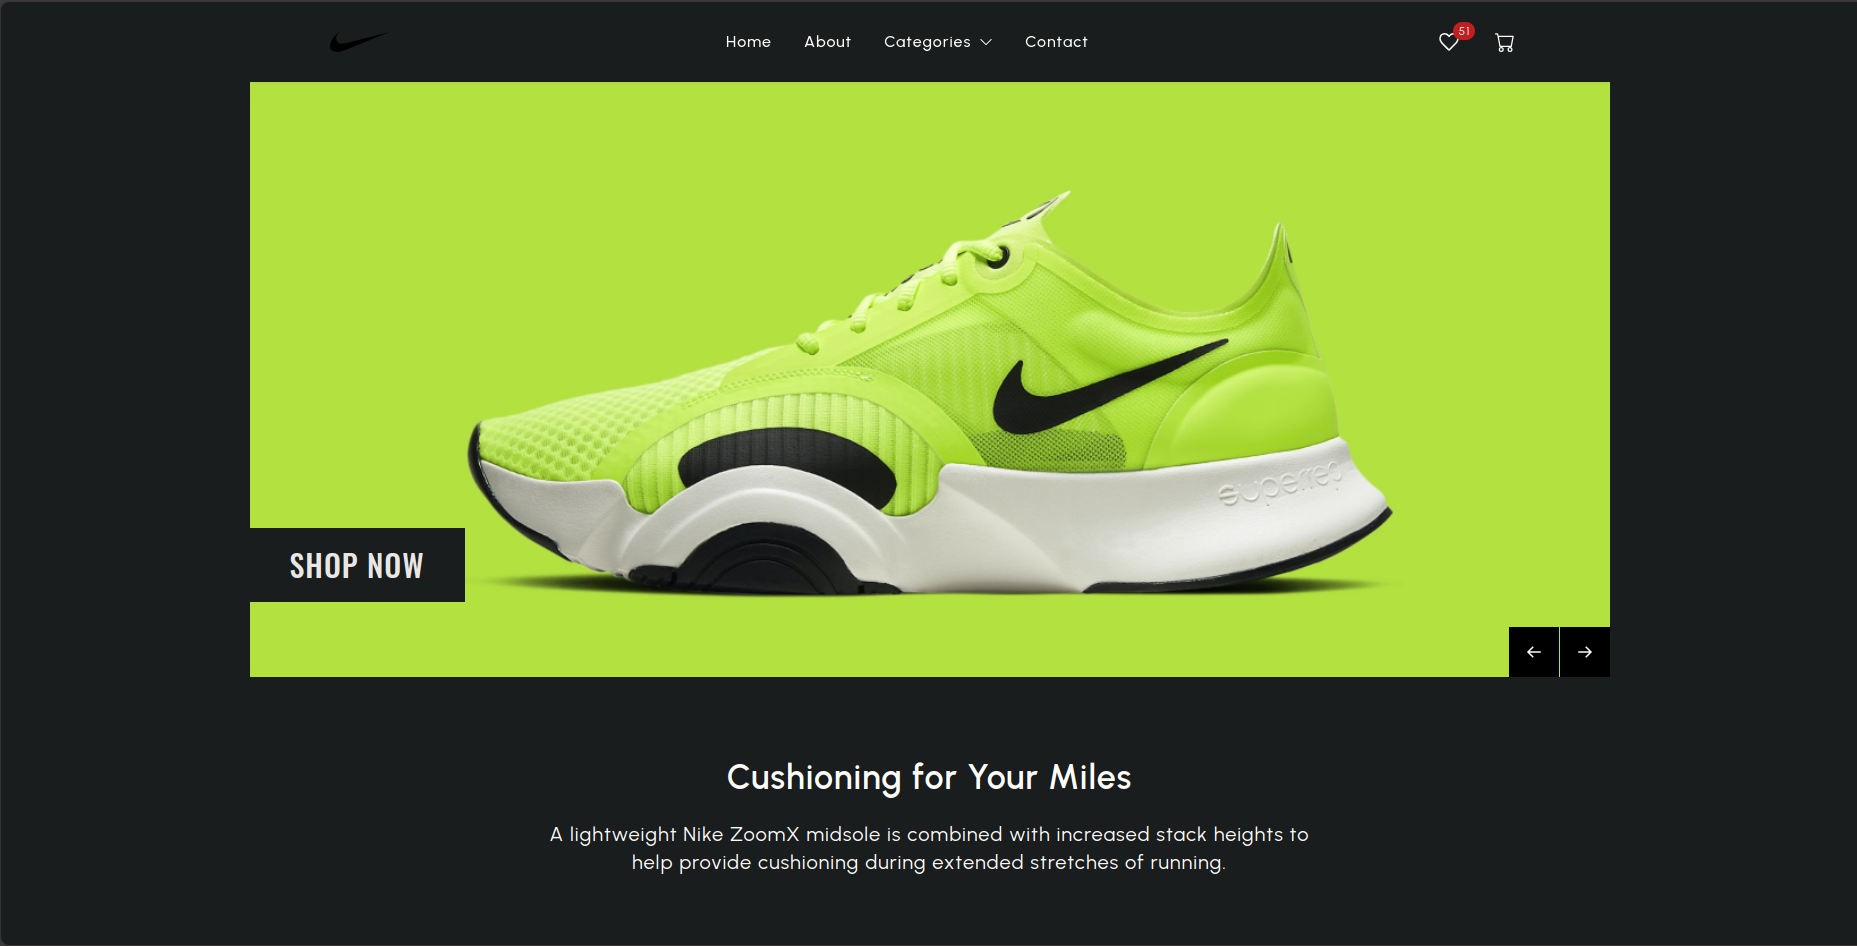 Home
About
Categories
Contact
51
superrep
SHOP NOW
Cushioning for Your Miles
A lightweight Nike ZoomX midsole is combined with increased stack heights to
help provide cushioning during extended stretches of running.